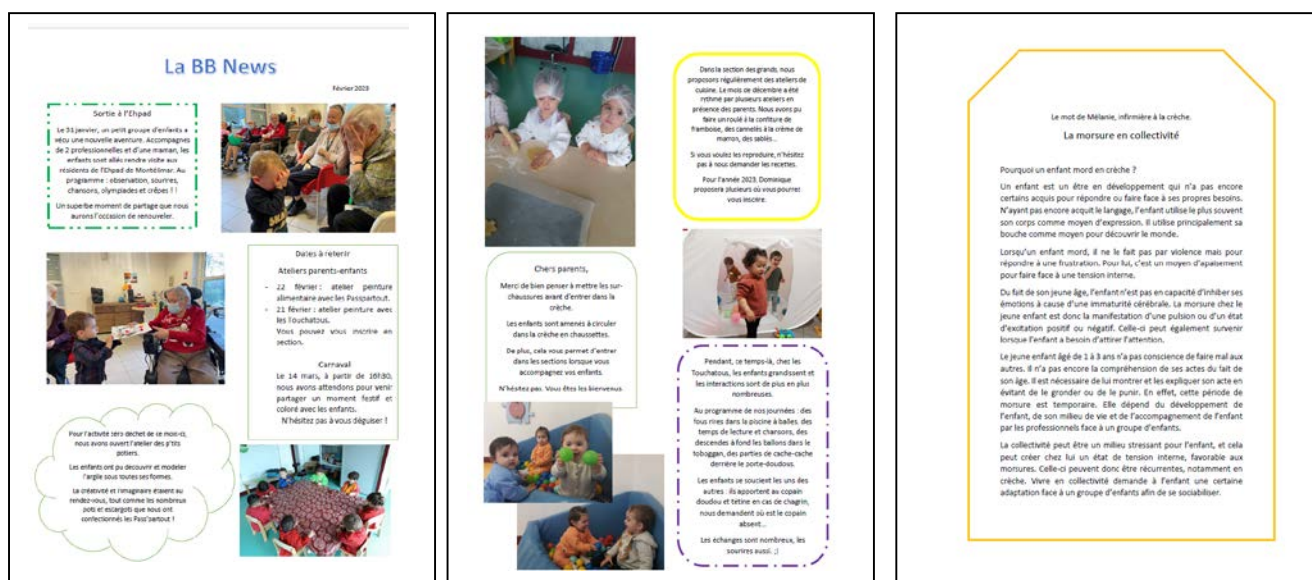 La BB News
Février 2023
Sortie à l'Ehpad
Le 31 janvier, un petit groupe d'enfants a
vécu une nouvelle aventure. Accompagnés
de 2 professionnelles et d'une maman, les
enfants sont allés rendre visite aux
résidents de l'Ehpad de Montélimar. Au
programme : observation, sourires,
chansons, olympiades et crêpes ! !
Un superbe moment de partage que nous
aurons l'occasion de renouveler.
Dates à retenir
Ateliers parents-enfants
- 22 février : atelier peinture
alimentaire avec les Passpartout.
- 21 février : atelier peinture avec
les Touchatous.
Vous pouvez vous inscrire en
section.
Carnaval
Le 14 mars, à partir de 16h30,
nous avons attendons pour venir
partager un moment festif et
coloré avec les enfants.
N'hésitez pas à vous déguiser !
Pour l'activité zéro déchet de ce mois-ci,
nous avons ouvert l'atelier des p'tits
potiers.
Les enfants ont pu découvrir et modeler
l'argile sous toutes ses formes.
La créativité et l'imaginaire étaient au
rendez-vous, tout comme les nombreux
pots et escargots que nous ont
confectionnés les Pass'partout !
Dans la section des grands, nous
proposons régulièrement des ateliers de
cuisine. Le mois de décembre a été
rythmé par plusieurs ateliers en
présence des parents. Nous avons pu
faire un roulé à la confiture de
framboise, des cannelés à la crème de
marron, des sablés...
Si vous voulez les reproduire, n'hésitez
pas à nous demander les recettes.
Pour l'année 2023, Dominique
proposera plusieurs où vous pourrez
vous inscrire.
Chers parents,
Merci de bien penser à mettre les sur-
chaussures avant d'entrer dans la
crèche.
Les enfants sont amenés à circuler
dans la crèche en chaussettes.
De plus, cela vous permet d'entrer
dans les sections lorsque vous
accompagnez vos enfants.
N'hésitez pas. Vous êtes les bienvenus
Pendant, ce temps-là, chez les
Touchatous, les enfants grandissent et
les interactions sont de plus en plus
nombreuses.
Au programme de nos journées : des
fous rires dans la piscine à balles, des
temps de lecture et chansons, des
descendes à fond les ballons dans le
toboggan, des parties de cache-cache
derrière le porte-doudous.
Les enfants se soucient les uns des
autres : ils apportent au copain
doudou et tétine en cas de chagrin,
nous demandent où est le copain
absent...
Les échanges sont nombreux, les
sourires aussi. ;)
Le mot de Mélanie, infirmière à la crèche.
La morsure en collectivité
Pourquoi un enfant mord en crèche ?
Un enfant est un être en développement qui n'a pas encore
certains acquis pour répondre ou faire face à ses propres besoins.
N'ayant pas encore acquit le langage, l'enfant utilise le plus souvent
son corps comme moyen d'expression. Il utilise principalement sa
bouche comme moyen pour découvrir le monde.
Lorsqu'un enfant mord, il ne le fait pas par violence mais pour
répondre à une frustration. Pour lui, c'est un moyen d'apaisement
pour faire face à une tension interne.
Du fait de son jeune âge, l'enfant n'est pas en capacité d'inhiber ses
émotions à cause d'une immaturité cérébrale. La morsure chez le
jeune enfant est donc la manifestation d'une pulsion ou d'un état
d'excitation positif ou négatif. Celle-ci peut également survenir
lorsque l'enfant a besoin d'attirer l'attention.
Le jeune enfant âgé de 1 à 3 ans n'a pas conscience de faire mal aux
autres. Il n'a pas encore la compréhension de ses actes du fait de
son âge. Il est nécessaire de lui montrer et les expliquer son acte en
évitant de le gronder ou de le punir. En effet, cette période de
morsure est temporaire. Elle dépend du développement de
l'enfant, de son milieu de vie et de l'accompagnement de l'enfant
par les professionnels face à un groupe d'enfants.
La collectivité peut être un milieu stressant pour l'enfant, et cela
peut créer chez lui un état de tension interne, favorable aux
morsures. Celle-ci peuvent donc être récurrentes, notamment en
crèche. Vivre en collectivité demande à l'enfant une certaine
adaptation face à un groupe d'enfants afin de se sociabiliser.